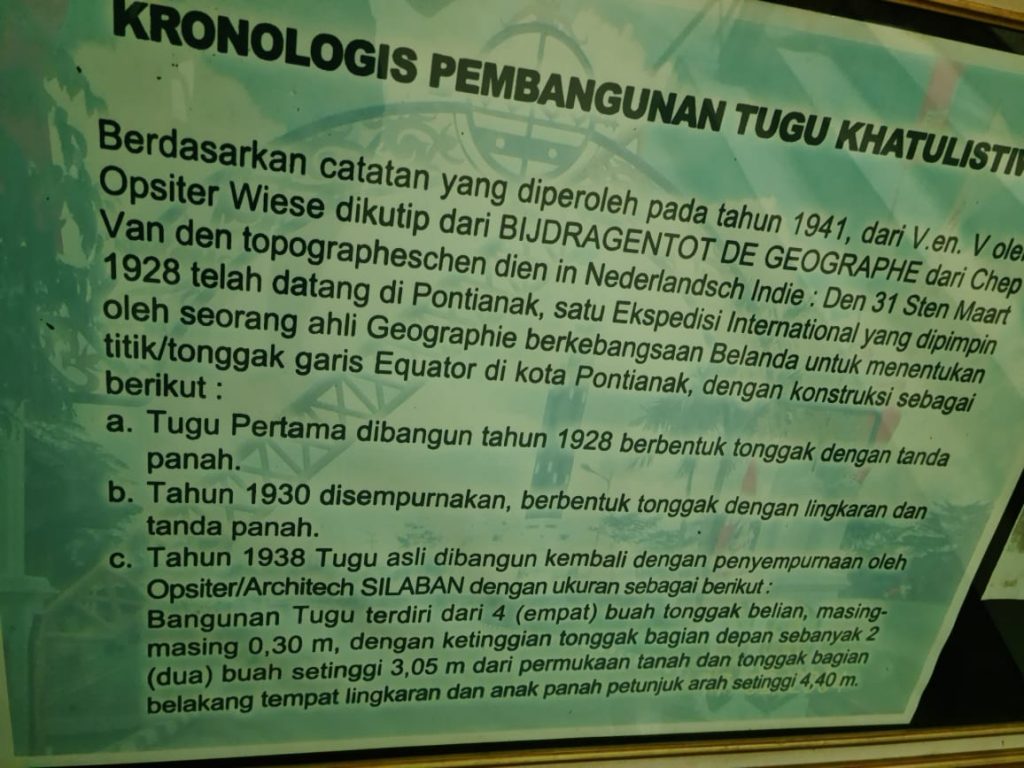 KRONOLOGIS PEMBANGUNAN TUGU KHATULISTIW
Berdasarkan catatan yang diperoleh pada tahun 1941, dari V.en. V ole
Opsiter Wiese dikutip dari BIJDRAGENTOT DE GEOGRAPHE dari Chep
Van den topographeschen dien in Nederlandsch Indie : Den 31 Sten Maart
1928 telah datang di Pontianak, satu Ekspedisi International yang dipimpin
oleh seorang ahli Geographie berkebangsaan Belanda untuk menentukan
titik/tonggak garis Equator di kota Pontianak, dengan konstruksi sebagai
berikut :
a. Tugu Pertama dibangun tahun 1928 berbentuk tonggak dengan tanda
panah.
b. Tahun 1930 disempurnakan, berbentuk tonggak dengan lingkaran dan
tanda panah.
c. Tahun 1938 Tugu asli dibangun kembali dengan penyempurnaan oleh
Opsiter/Architech SILABAN dengan ukuran sebagai berikut :
Bangunan Tugu terdiri dari 4 (empat) buah tonggak belian, masing-
masing 0,30 m, dengan ketinggian tonggak bagian depan sebanyak 2
(dua) buah setinggi 3,05 m dari permukaan tanah dan tonggak bagian
belakang tempat lingkaran dan anak panah petunjuk arah setinggi 4,40 m.